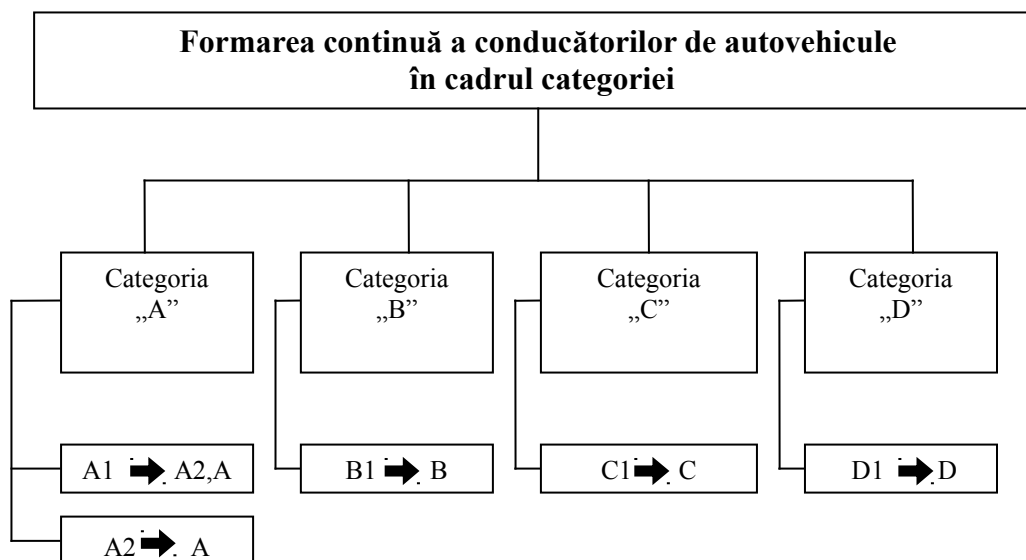 Formarea continuă a conducătorilor de autovehicule
în cadrul categoriei
Categoria
„A”
Categoria
„B”
Categoria
„C”
Categoria
„D”
A1 → A2,A
B1 → B
C1 → C
D1 → D
A2 → A